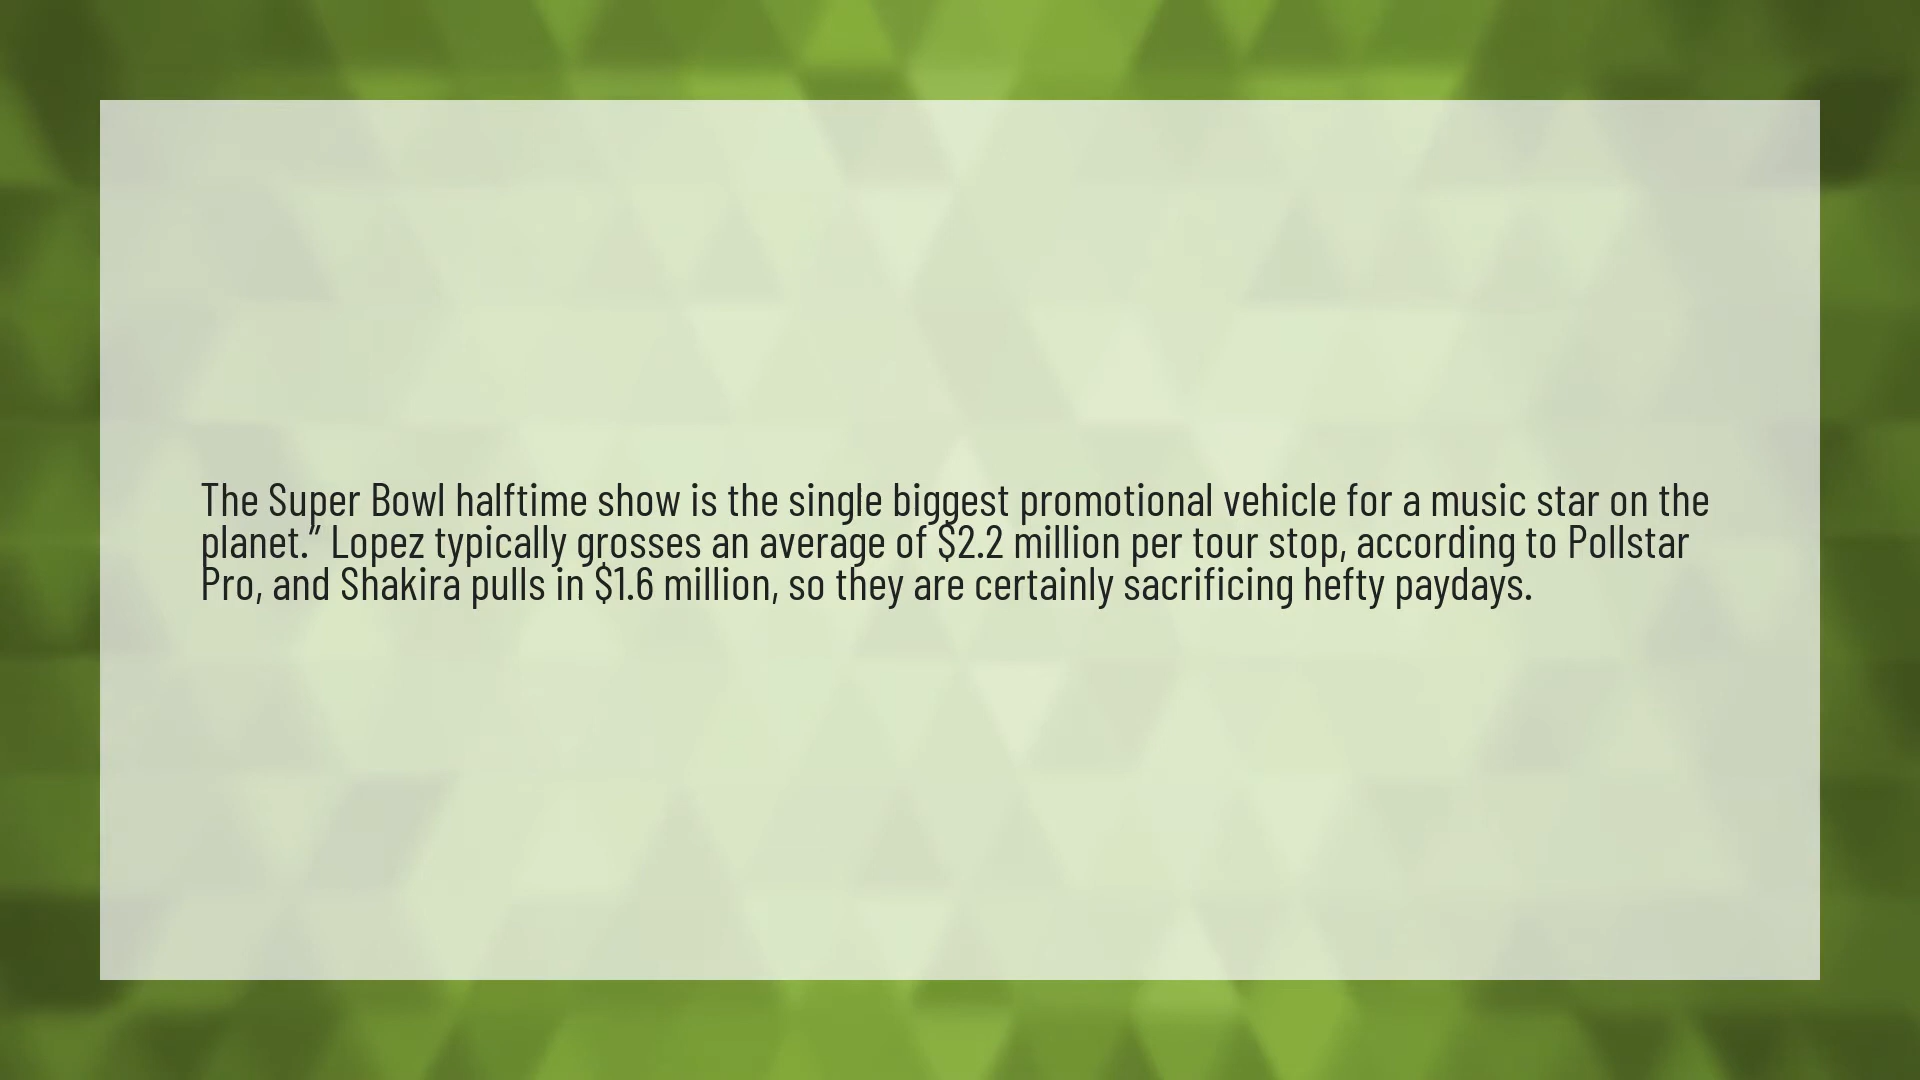 The Super Bowl halftime show is the single biggest promotional vehicle for a music star on the
planet.” Lopez typically grosses an average of $2.2 million per tour stop, according to Pollstar
Pro, and Shakira pulls in $1.6 million, so they are certainly sacrificing hefty paydays.